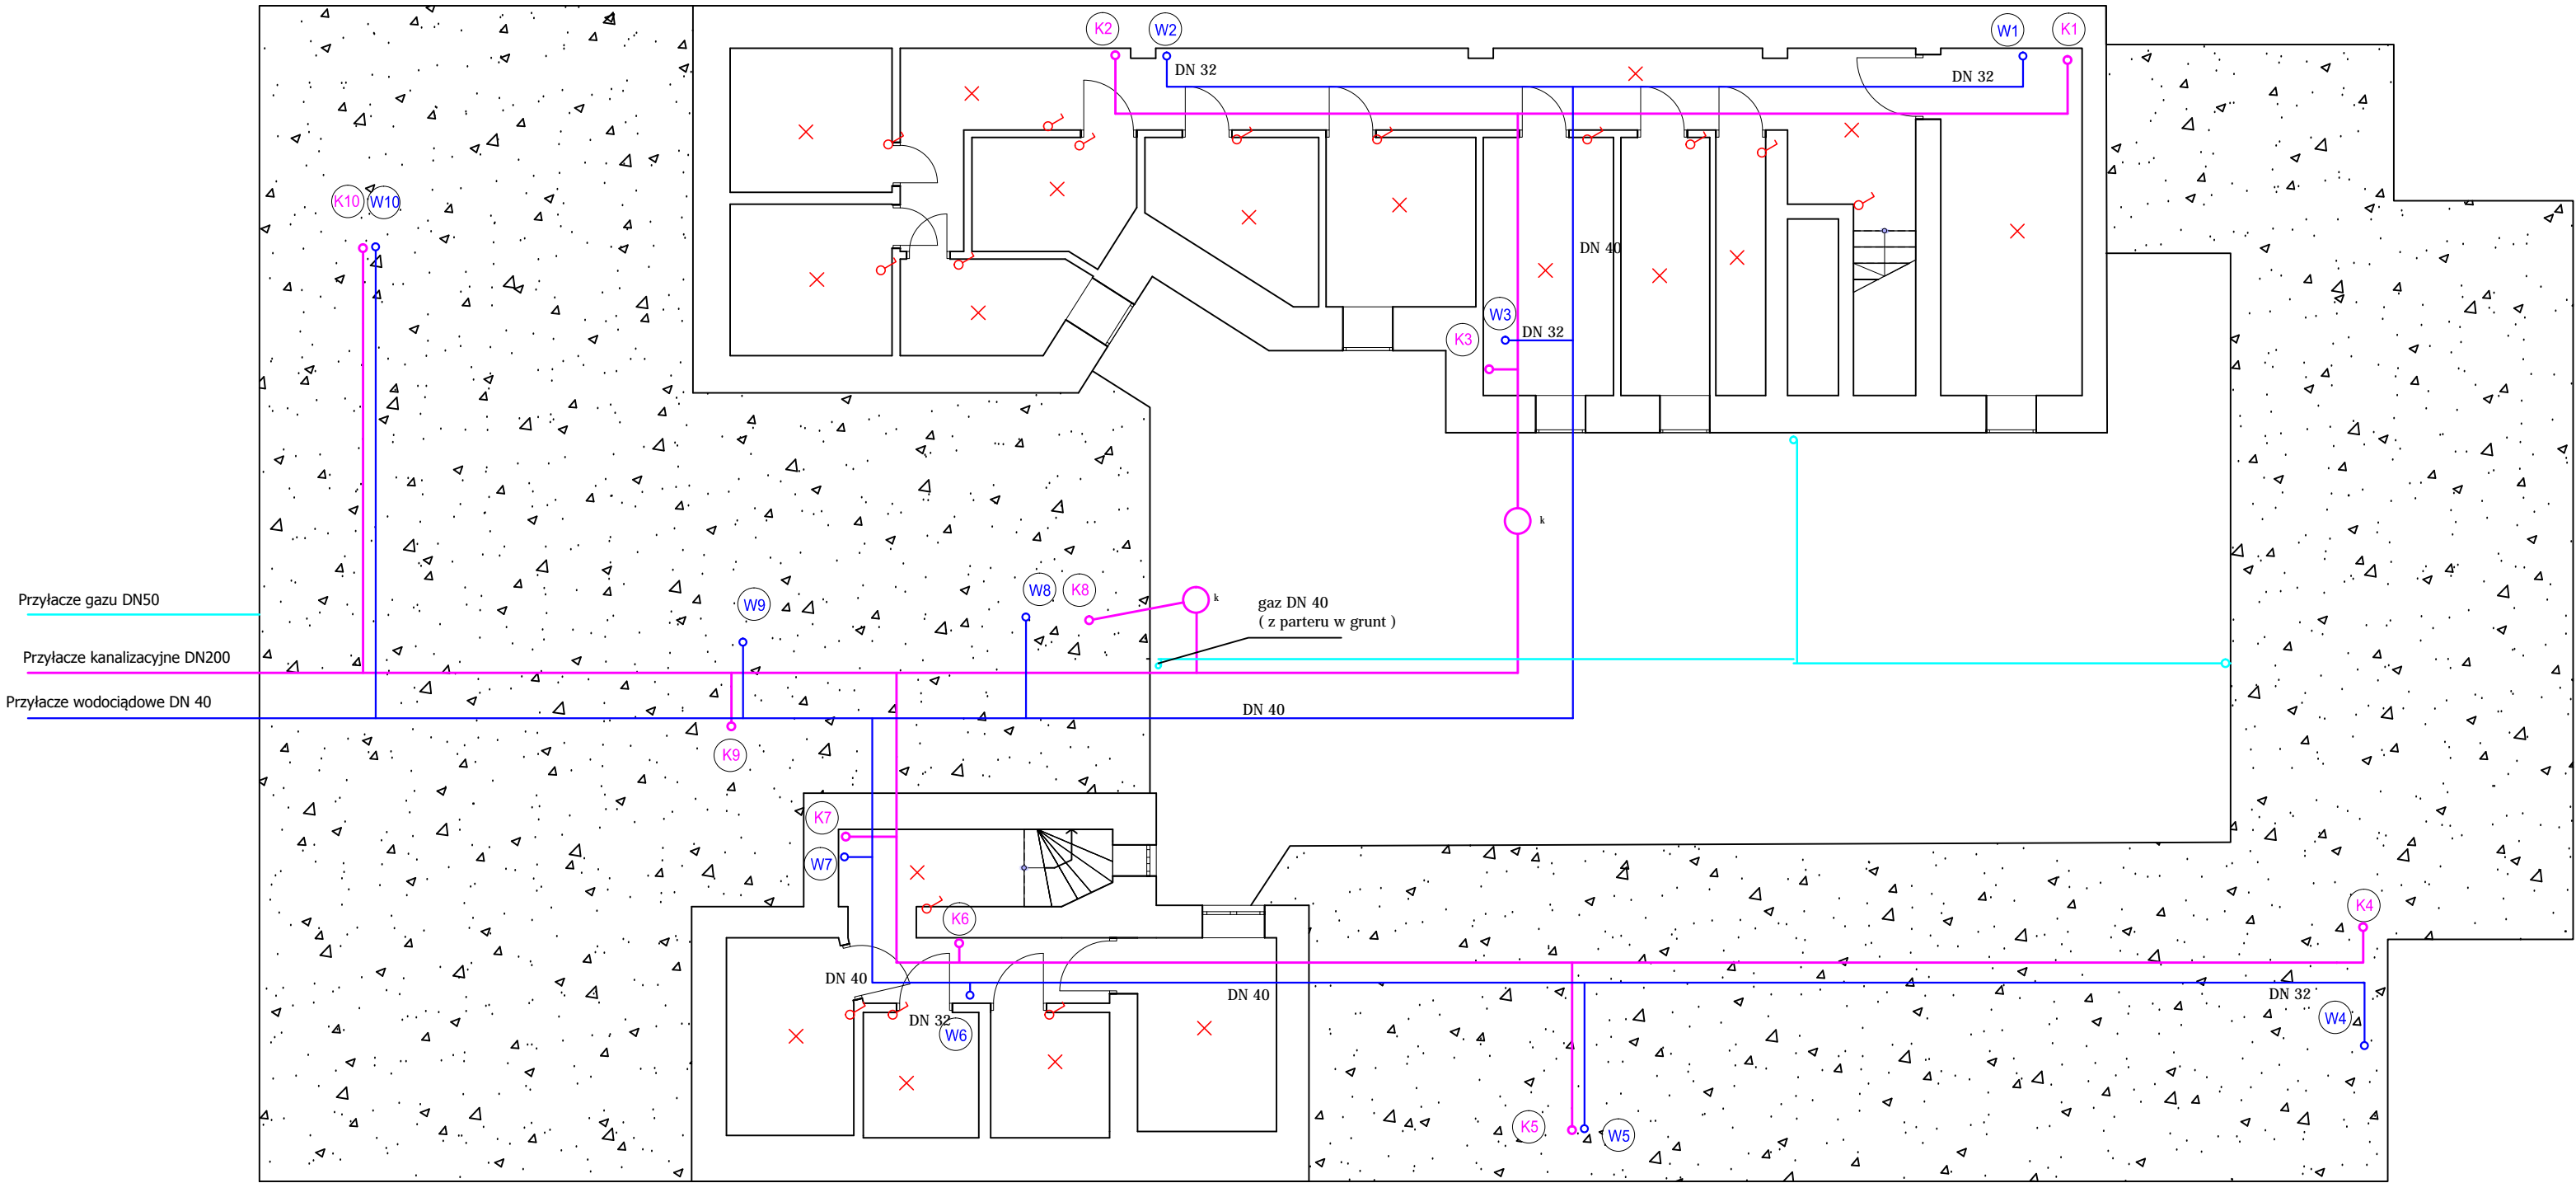 K2
W2
W1
K1
DN 32
DN 32
K10
W10
DN 40
W3
DN 32
K3
k
Przyłacze gazu DN50
W9
W8
K8
k
gaz DN 40
( z parteru w grunt )
Przyłacze kanalizacyjne DN200
Przyłacze wodociądowe DN 40
DN 40
K9
K7
W7
K6
K4
DN 40
DN 40
DN 32
DN 32
W6
W4
K5
W5